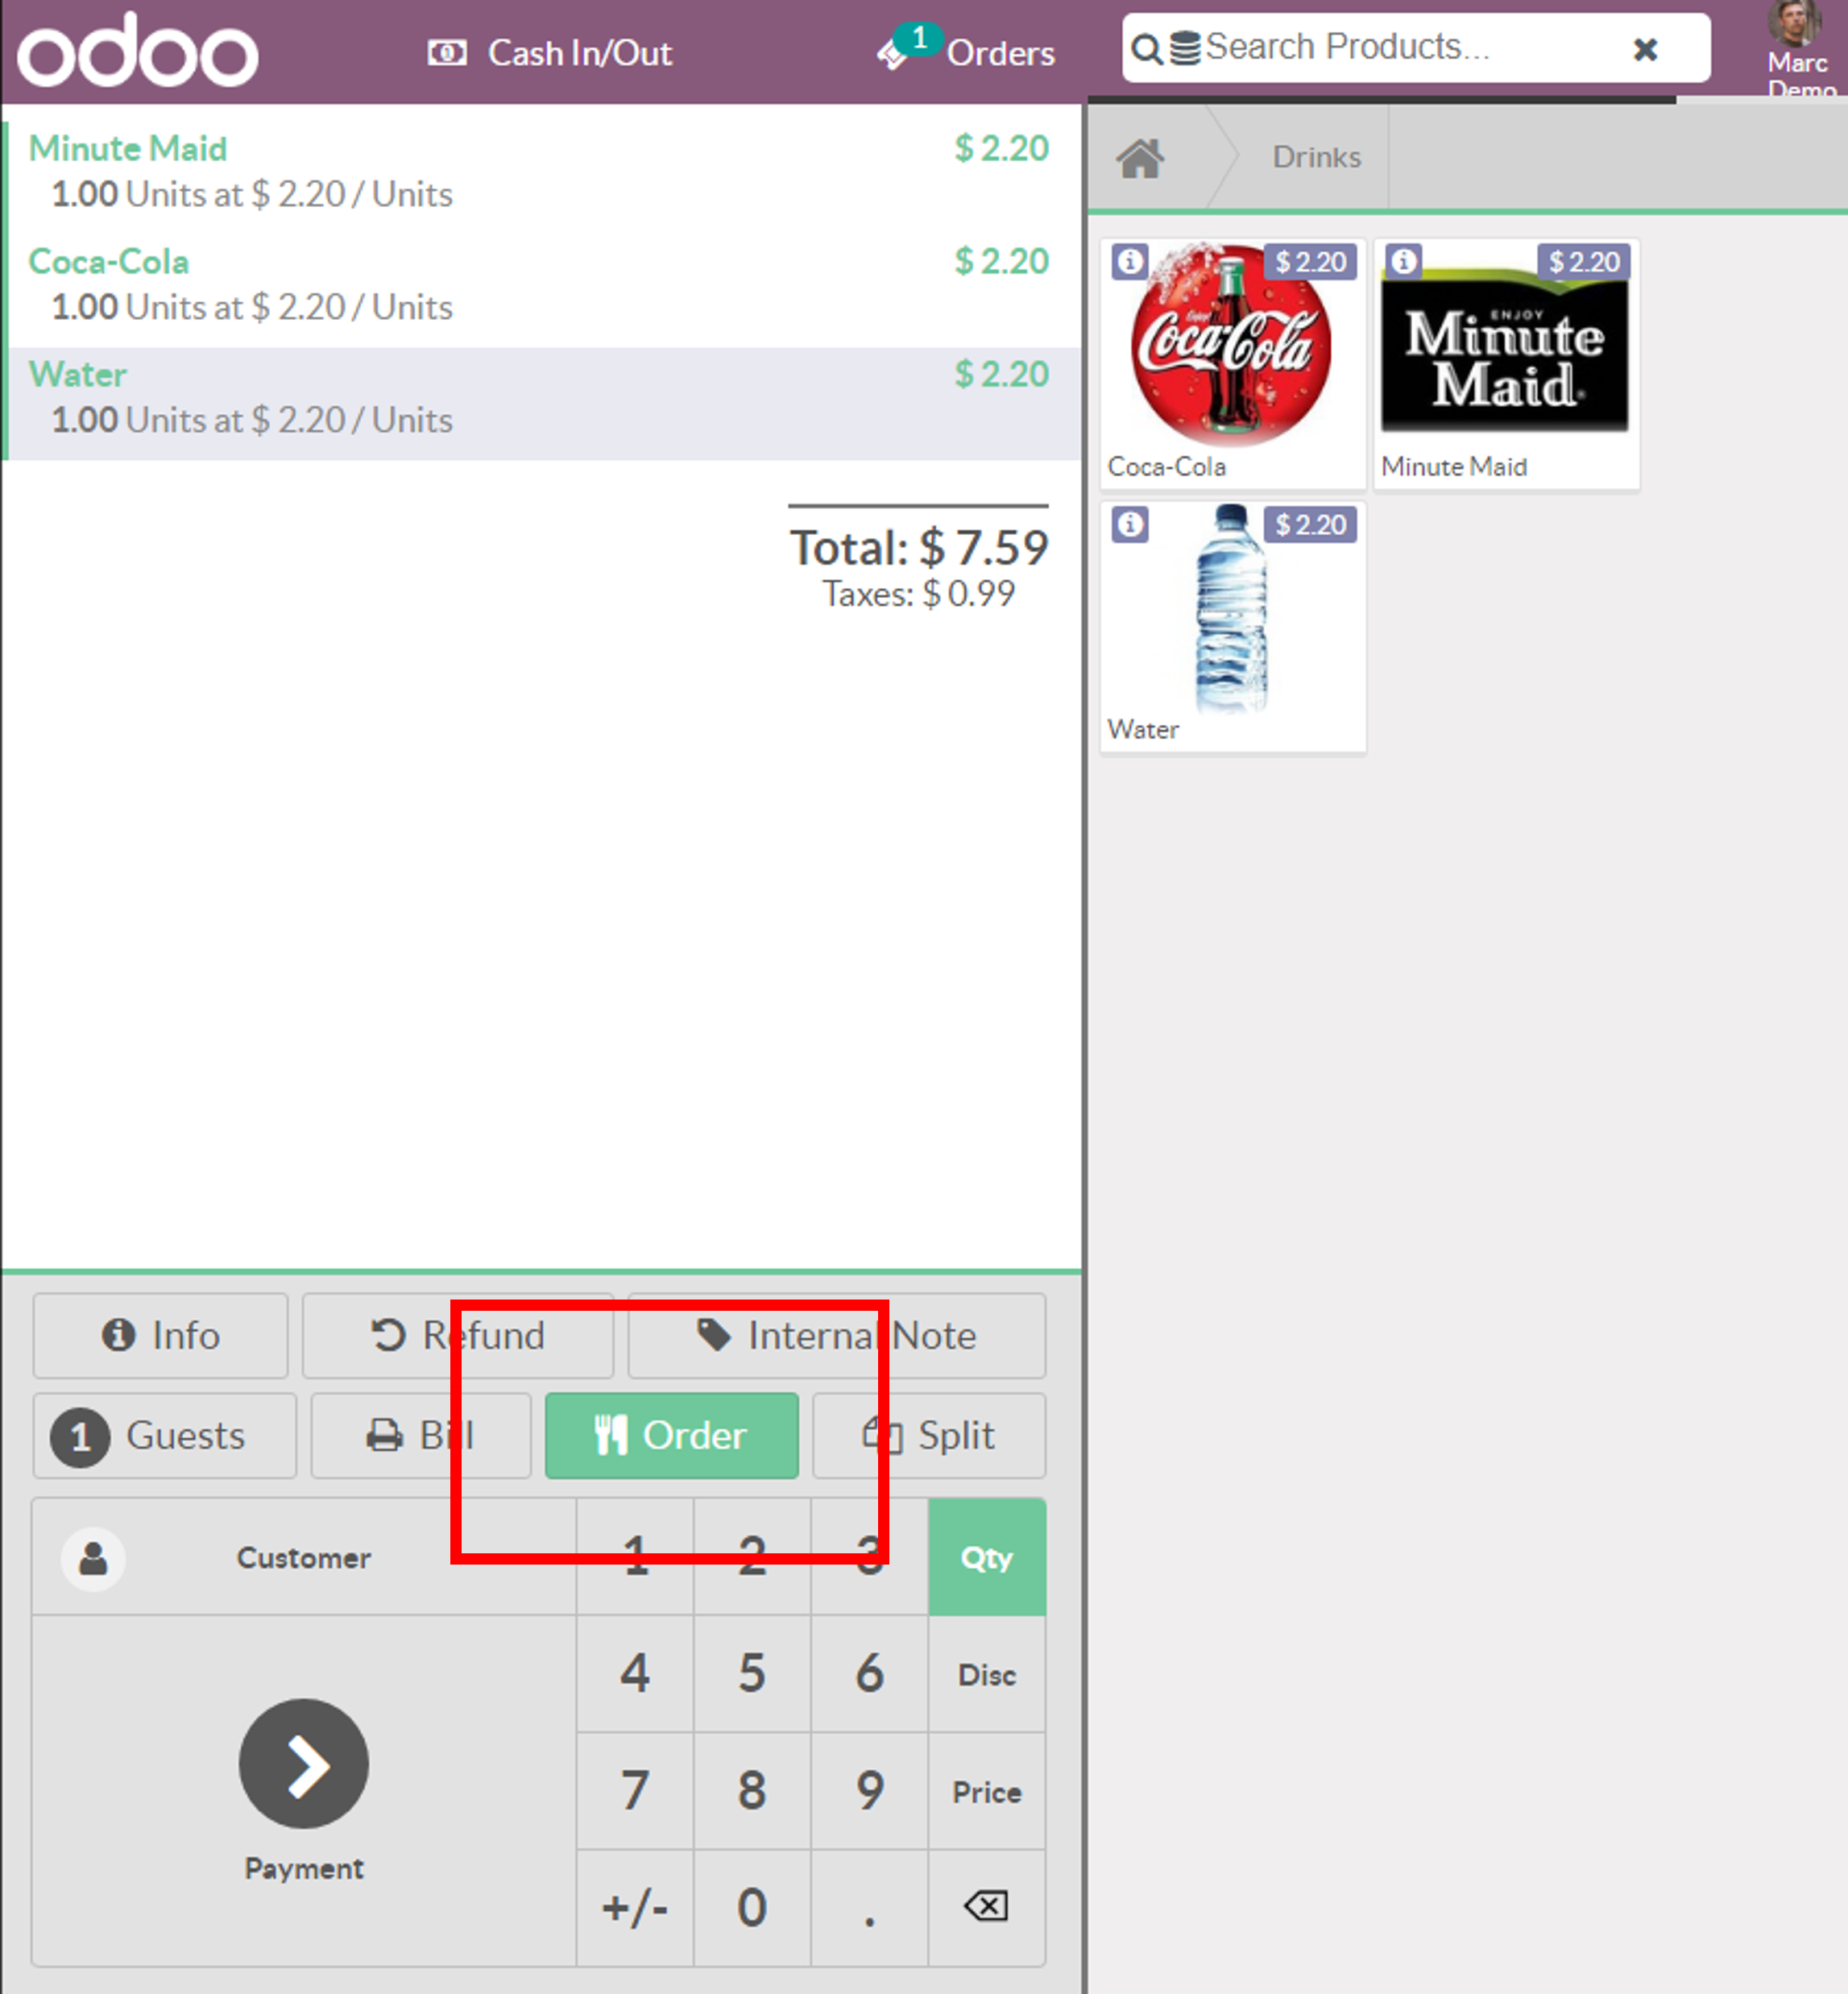 odoo
Cash In/Out
1
Orders
Search Products...
Marc
Demo
Minute Maid $ 2.20
1.00 Units at $ 2.20 / Units
Coca-Cola $ 2.20
1.00 Units at $ 2.20 / Units
Water $ 2.20
1.00 Units at $ 2.20 / Units
Total: $ 7.59
Taxes: $ 0.99
Drinks
$ 2.20
Enjoy
Coca-Cola
Coca-Cola
$ 2.20
ENJOY
Minute
Maid
Minute Maid
$ 2.20
Water
Info
Refund
Internal Note
1 Guests
Bill
Order
Split
Customer
1 2 3 Qty
4 5 6 Disc
7 8 9 Price
Payment
+/- 0 .